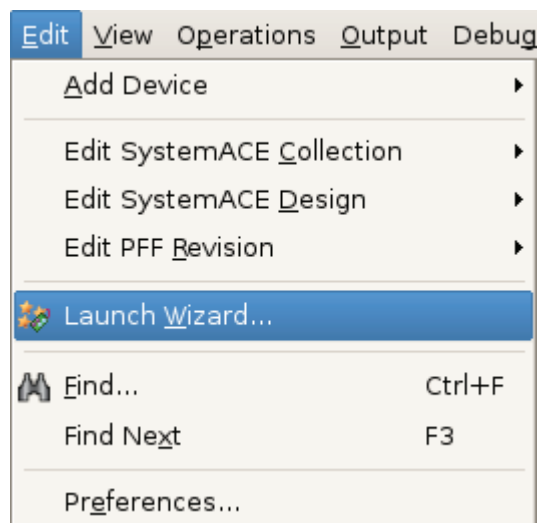 Edit View Operations Output Debug
Add Device
Edit SystemACE Collection
Edit SystemACE Design
Edit PFF Revision
Launch Wizard...
Find... Ctrl+F
Find Next F3
Preferences...